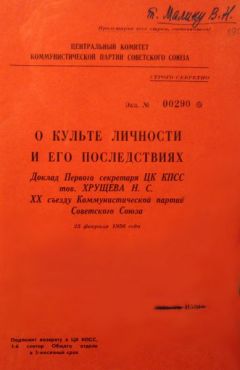 т. Малину В. Н.
ЦЕНТРАЛЬНЫЙ КОМИТЕТ
КОММУНИСТИЧЕСКОЙ ПАРТИИ СОВЕТСКОГО СОЮЗА
СТРОГО СЕКРЕТНО
Экз. № 00290
О КУЛЬТЕ ЛИЧНОСТИ
И ЕГО ПОСЛЕДСТВИЯХ
Доклад Первого секретаря ЦК КПСС
тов. ХРУЩЕВА Н. С.
XX съезду Коммунистической партии
Советского Союза
25 февраля 1956 года
Подлежит возврату в ЦК КПСС,
1-й сектор Общего отдела
в 3-месячный срок